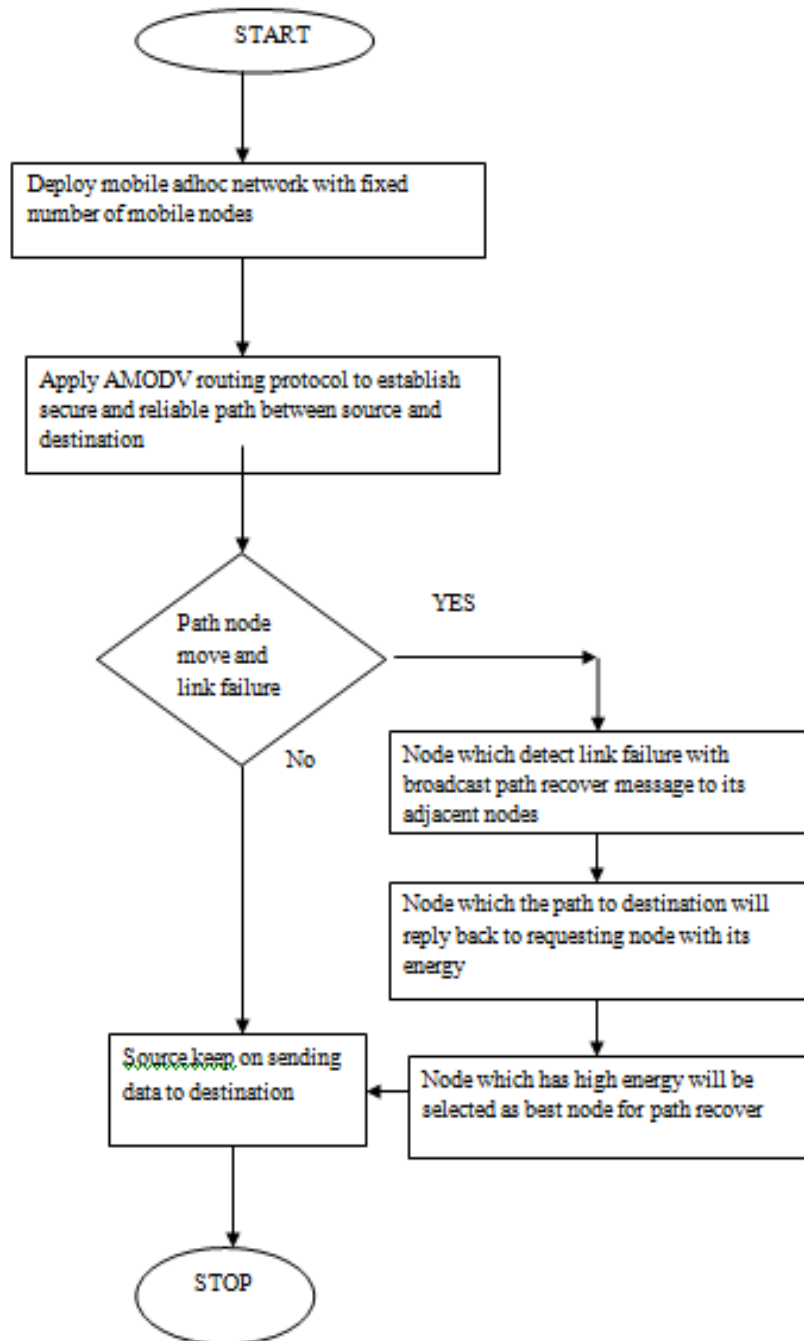 START
Deploy mobile adhoc network with fixed
number of mobile nodes
Apply AMODV routing protocol to establish
secure and reliable path between source and
destination
Path node
move and
link failure
YES
No
Node which detect link failure with
broadcast path recover message to its
adjacent nodes
Node which the path to destination will
reply back to requesting node with its
energy
Node which has high energy will be
selected as best node for path recover
Source keep on sending
data to destination
STOP